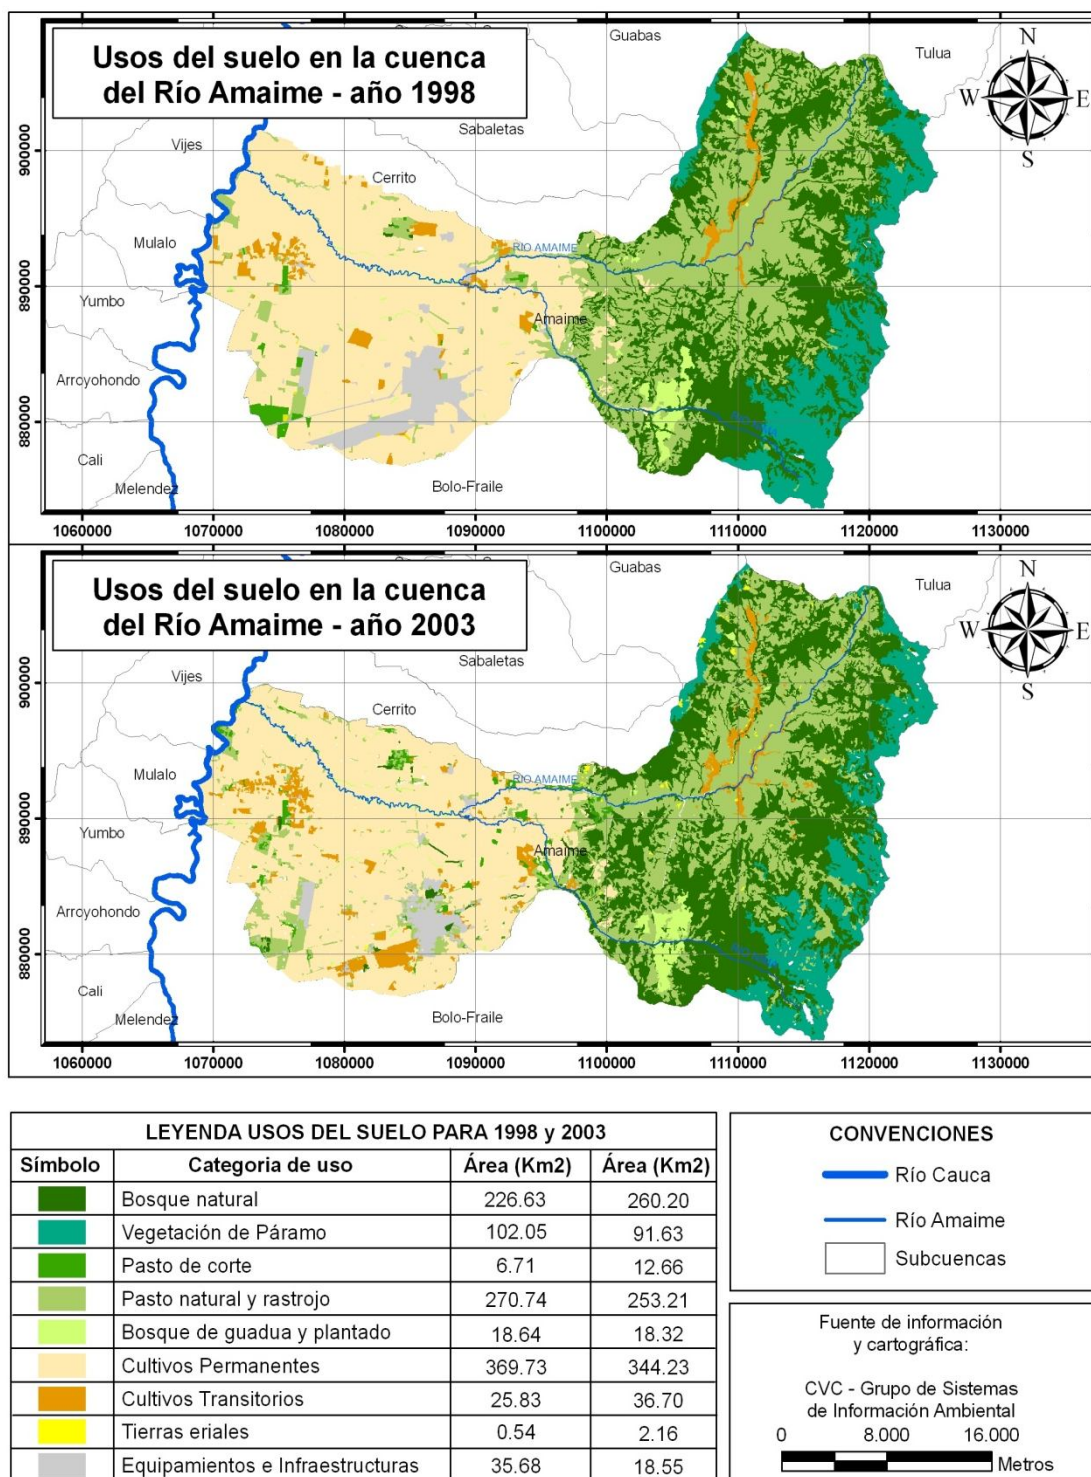 Usos del suelo en la cuenca
del Río Amaime - año 1998
Guabas
Tulua
N
W
E
S
Sabaletas
Vijes
Cerrito
Mulalo
RIO AMAIME
Yumbo
Amaime
Arroyohondo
Cali
Melendez
Bolo-Fraile
900000
890000
880000
1060000
1070000
1080000
1090000
1100000
1110000
1120000
1130000
Usos del suelo en la cuenca
del Río Amaime - año 2003
Guabas
Tulua
N
W
E
S
Sabaletas
Vijes
Cerrito
Mulalo
RIO AMAIME
Yumbo
Amaime
Arroyohondo
Cali
Melendez
Bolo-Fraile
900000
890000
880000
1060000
1070000
1080000
1090000
1100000
1110000
1120000
1130000
LEYENDA USOS DEL SUELO PARA 1998 y 2003
Símbolo Categoria de uso Área (Km2) Área (Km2)
Bosque natural 226.63 260.20
Vegetación de Páramo 102.05 91.63
Pasto de corte 6.71 12.66
Pasto natural y rastrojo 270.74 253.21
Bosque de guadua y plantado 18.64 18.32
Cultivos Permanentes 369.73 344.23
Cultivos Transitorios 25.83 36.70
Tierras eriales 0.54 2.16
Equipamientos e Infraestructuras 35.68 18.55
CONVENCIONES
Río Cauca
Río Amaime
Subcuencas
Fuente de información
y cartográfica:
CVC - Grupo de Sistemas
de Información Ambiental
0 8.000 16.000
Metros